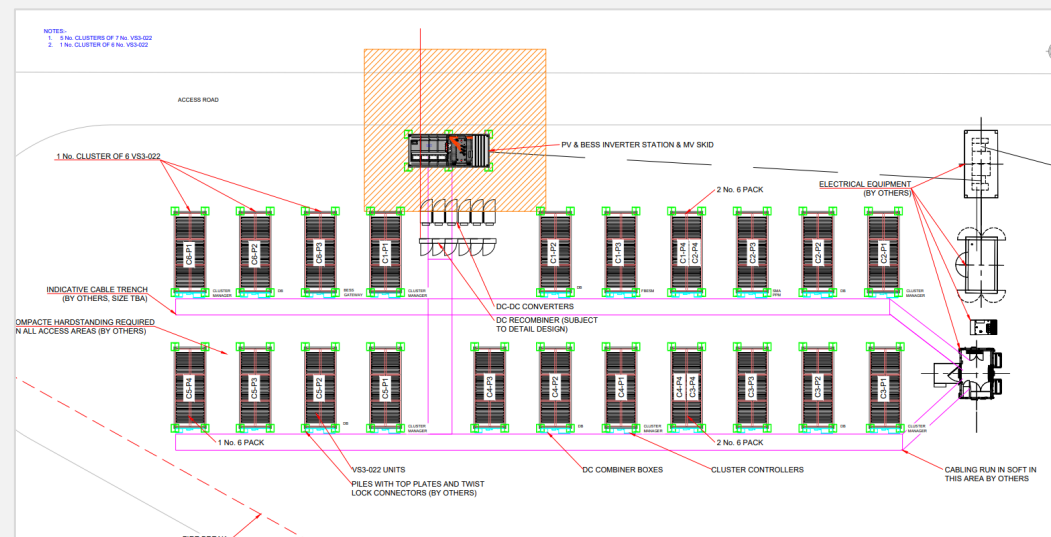 NOTES:-
1. 5 No. CLUSTERS OF 7 No. VS3-022
2. 1 No. CLUSTER OF 6 No. VS3-022
ACCESS ROAD
1 No. CLUSTER OF 6 VS3-022
PV & BESS INVERTER STATION & MV SKID
2 No. 6 PACK
ELECTRICAL EQUIPMENT
(BY OTHERS)
C6-P1
C6-P2
C6-P3
C1-P1
C1-P2
C1-P3
C1-P4
C2-P4
C2-P3
C2-P2
C2-P1
CLUSTER
MANAGER
DB
BESS
GATEWAY
CLUSTER
MANAGER
DB
SMA
PPM
CLUSTER
MANAGER
INDICATIVE CABLE TRENCH
(BY OTHERS, SIZE TBA)
DC-DC CONVERTERS
DC RECOMBINER (SUBJECT
TO DETAIL DESIGN)
OMPACTE HARDSTANDING REQUIRED
N ALL ACCESS AREAS (BY OTHERS)
C5-P4
C5-P3
C5-P2
C5-P1
C4-P3
C4-P2
C4-P1
C4-P4
C3-P4
C3-P3
C3-P2
C3-P1
DB
CLUSTER
MANAGER
DB
CLUSTER
MANAGER
DB
CLUSTER
MANAGER
1 No. 6 PACK
2 No. 6 PACK
VS3-022 UNITS
PILES WITH TOP PLATES AND TWIST
LOCK CONNECTORS (BY OTHERS)
DC COMBINER BOXES
CLUSTER CONTROLLERS
CABLING RUN IN SOFT IN
THIS AREA BY OTHERS